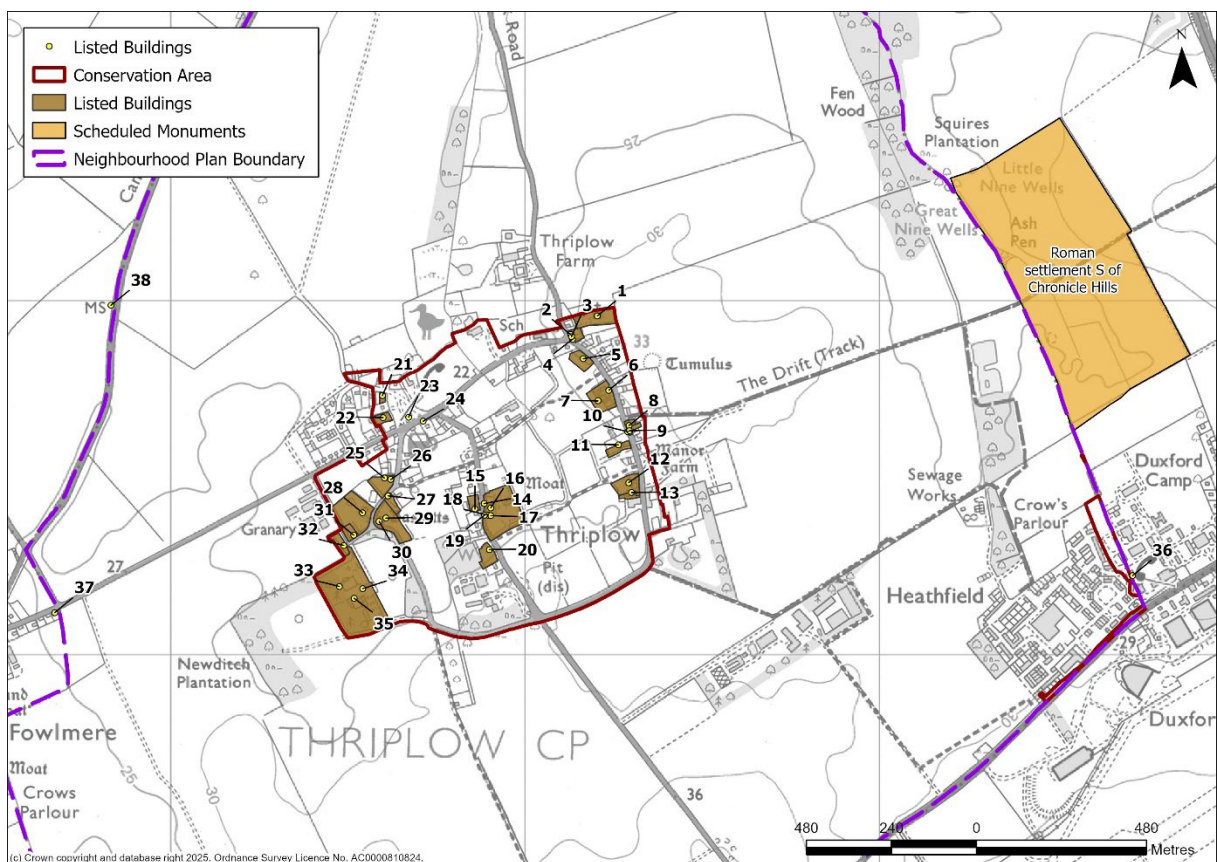 Listed Buildings
Conservation Area
Listed Buildings
Scheduled Monuments
Neighbourhood Plan Boundary
Road
N
25
Fen
Wood
Squires
Plantation
Little
Nine Wells
Great
Nine Wells
Ash
Pen
Roman
settlement S of
Chronicle Hills
Thriplow
Farm
30
38
MS
Sch
2
3
1
4
5
33
6
Tumulus
The Drift (Track)
21
22
23
24
22
7
8
10
9
11
Manor
Farm
12
13
25
26
15
16
Moat
28
27
18
14
31
29
17
Granary
32
30
19
Thriplow
20
Pit
(dis)
W
Sewage
Works
Crow's
Parlour
Duxford
Camp
27
37
33
34
35
36
Heathfield
29
Newditch
Plantation
30
Fowlmere
Moat
Crows
Parlour
25
30
THRIPLOW CP
36
Duxfor
480 240 0 480
Metres
(c) Crown copyright and database right 2025. Ordnance Survey Licence No. AC0000810824.